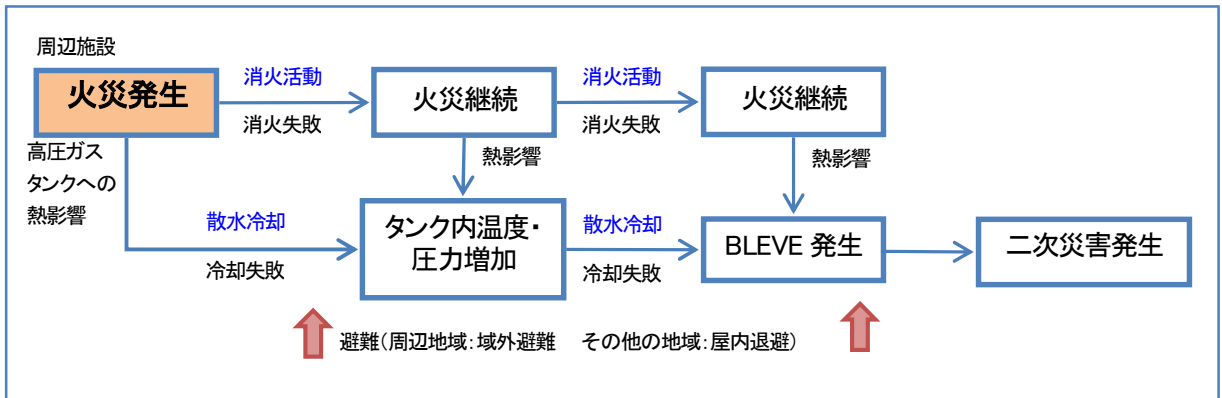 周辺施設
火災発生
消火活動
消火失敗
火災継続
消火活動
消火失敗
火災継続
高圧ガス
タンクへの
熱影響
熱影響
熱影響
散水冷却
冷却失敗
タンク内温度・
圧力増加
散水冷却
冷却失敗
BLEVE 発生
二次災害発生
避難(周辺地域:域外避難　その他の地域:屋内退避)